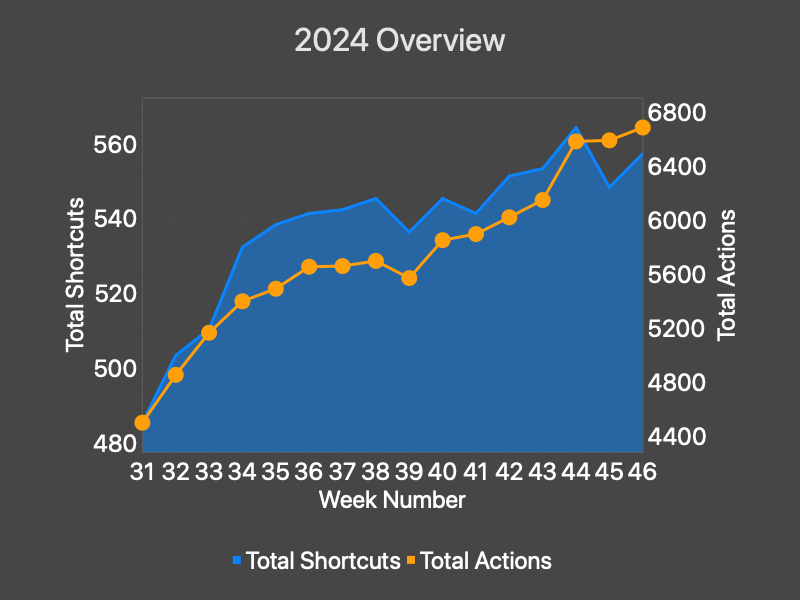 2024 Overview
560
540
520
500
480
Total Shortcuts
6800
6400
6000
5600
5200
4800
4400
Total Actions
31 32 33 34 35 36 37 38 39 40 41 42 43 44 45 46
Week Number
Total Shortcuts Total Actions